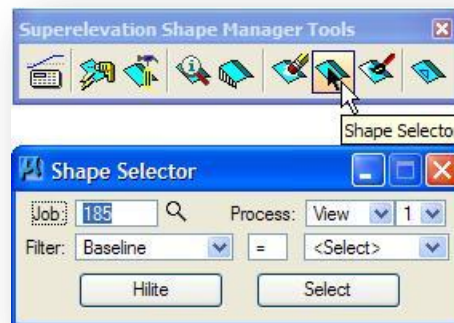 Superelevation Shape Manager Tools
Shape Selecto
Shape Selector
Job: 185 Process: View 1
Filter: Baseline = <Select>
Hilite Select